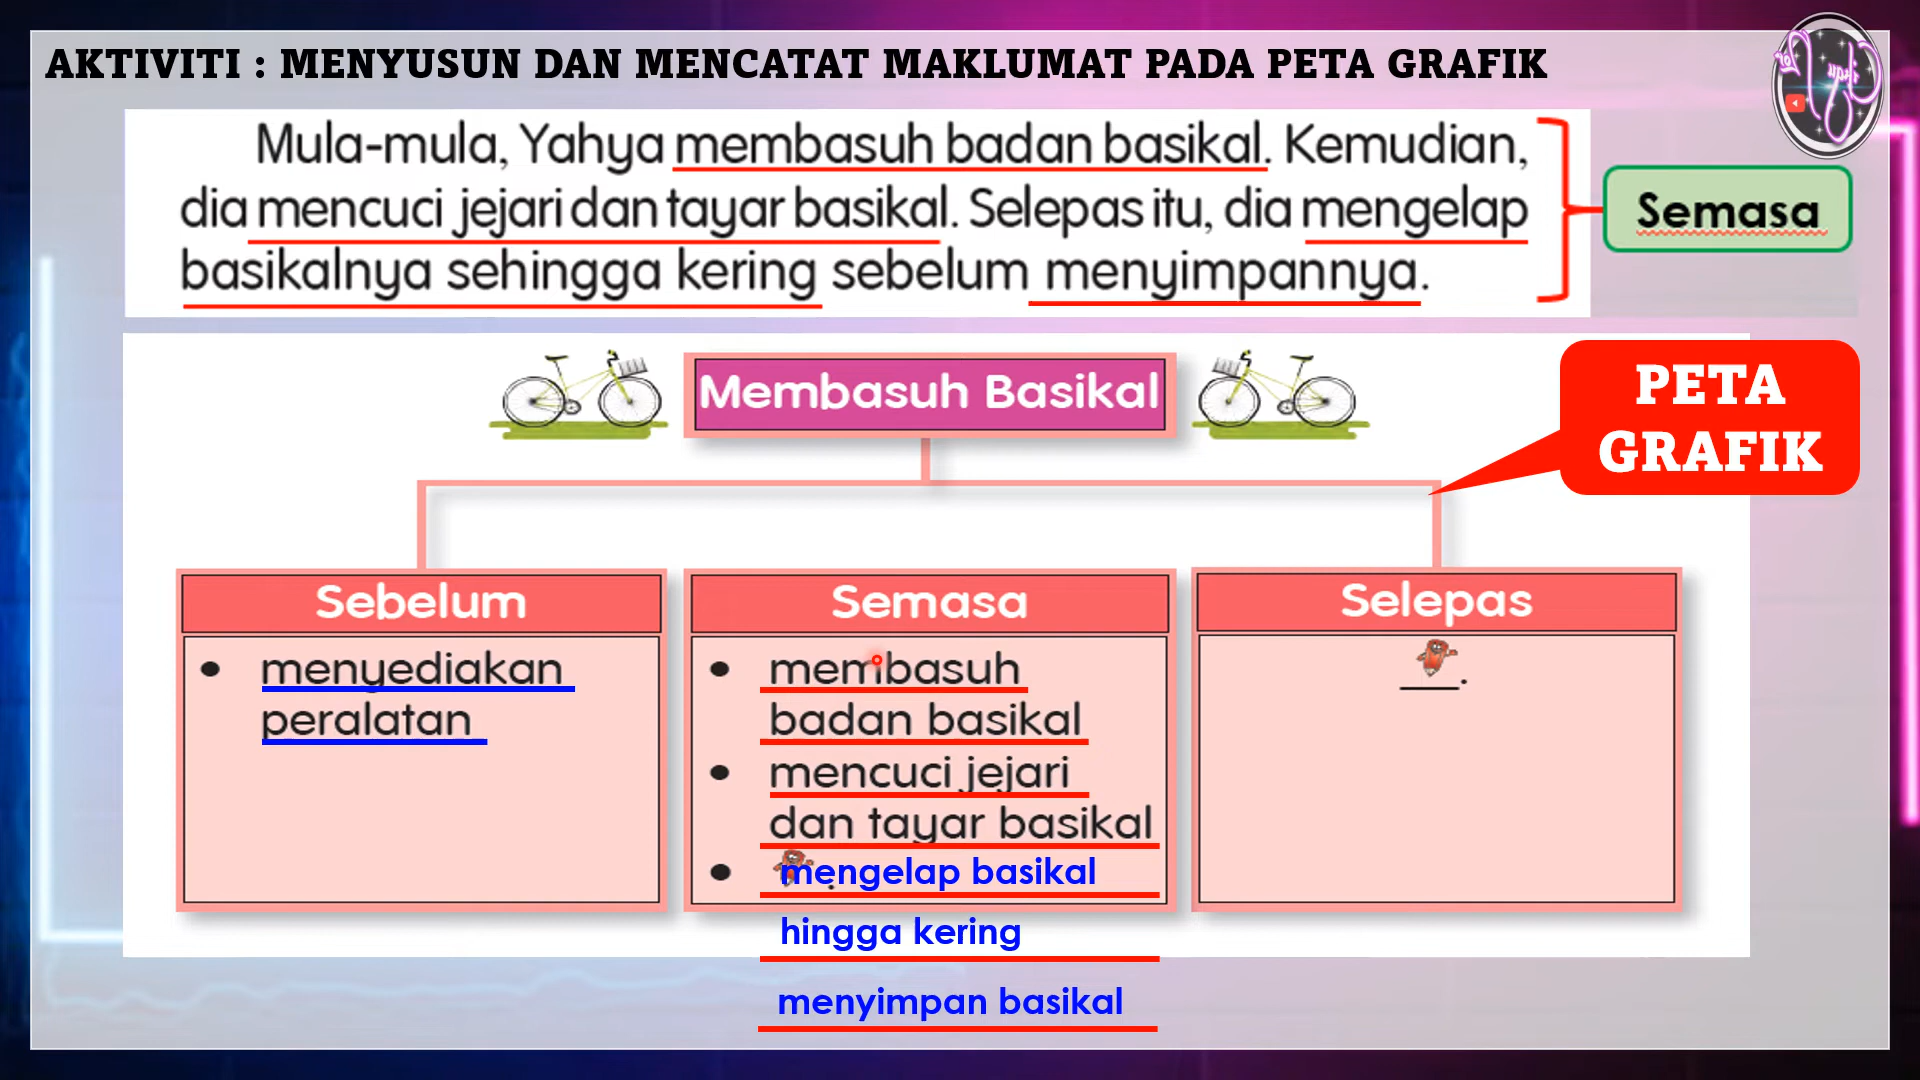 AKTIVITI : MENYUSUN DAN MENCATAT MAKLUMAT PADA PETA GRAFIK
Mula-mula, Yahya membasuh badan basikal. Kemudian,
dia mencuci jejari dan tayar basikal. Selepas itu, dia mengelap
basikalnya sehingga kering sebelum menyimpannya.
Semasa
Membasuh Basikal
PETA
GRAFIK
Sebelum
• menyediakan
peralatan
Semasa
• membasuh
badan basikal
• mencuci jejari
dan tayar basikal
• mengelap basikal
hingga kering
menyimpan basikal
Selepas
____.